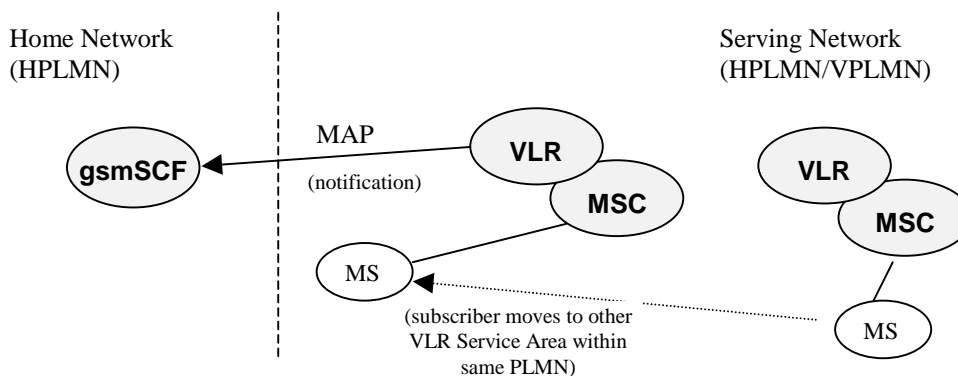 Home Network
(HPLMN)
Serving Network
(HPLMN/VPLMN)
gsmSCF
MAP
(notification)
VLR
MSC
VLR
MSC
MS
(subscriber moves to other
VLR Service Area within
same PLMN)
MS